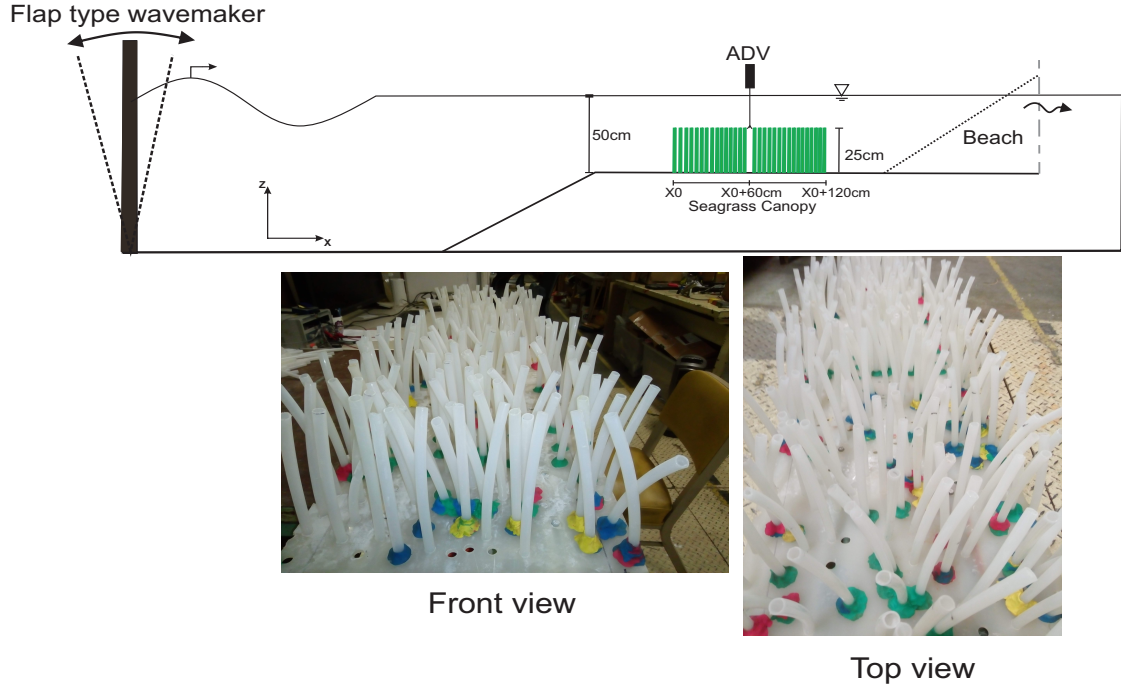 Flap type wavemaker
ADV
50cm
Beach
25cm
z
x
X0 X0+60cm X0+120cm
Seagrass Canopy
Front view
Top view